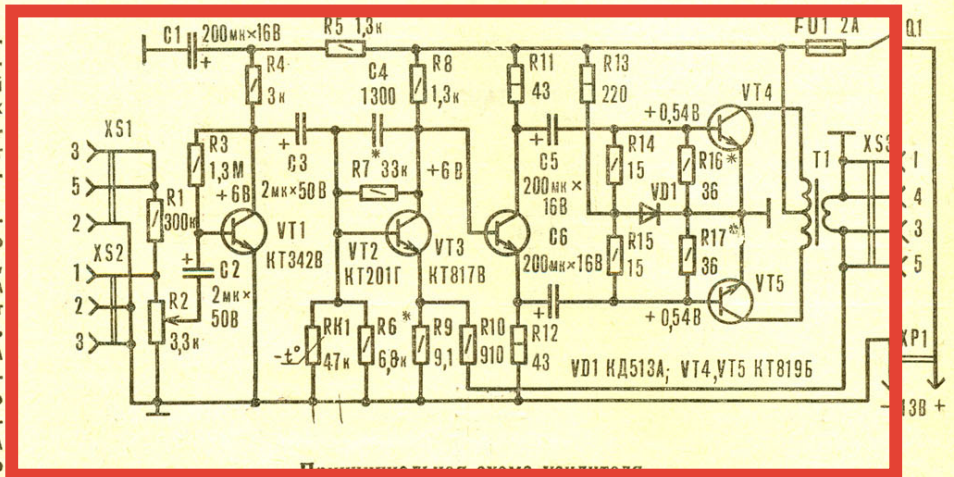 C1 200мк×16В
R5 1,3к
FU1 2А
Q1
R4 3к
C4 1300
R8 1,3к
R11 43
R13 220
VT4
+0,54В
XS1
3
5
2
R1 300к
R3 1,3М
+6В
C3 2мк×50В
R7 33к
*
+6В
C5 200мк× 16В
R14 15
R16* 36
VD1
T1
XS3
1
4
3
5
XS2
1
2
3
R2 3,3к
C2 2мк× 50В
VT1 КТ342В
VT2 КТ201Г
VT3 КТ817В
C6 200мк×16В
R15 15
R17* 36
VT5
+0,54В
-t°
RK1 47к
R6 6,8к
*
R9 9,1
R10 910
R12 43
XP1
VD1 КД513А; VT4,VT5 КТ819Б
- 13В +